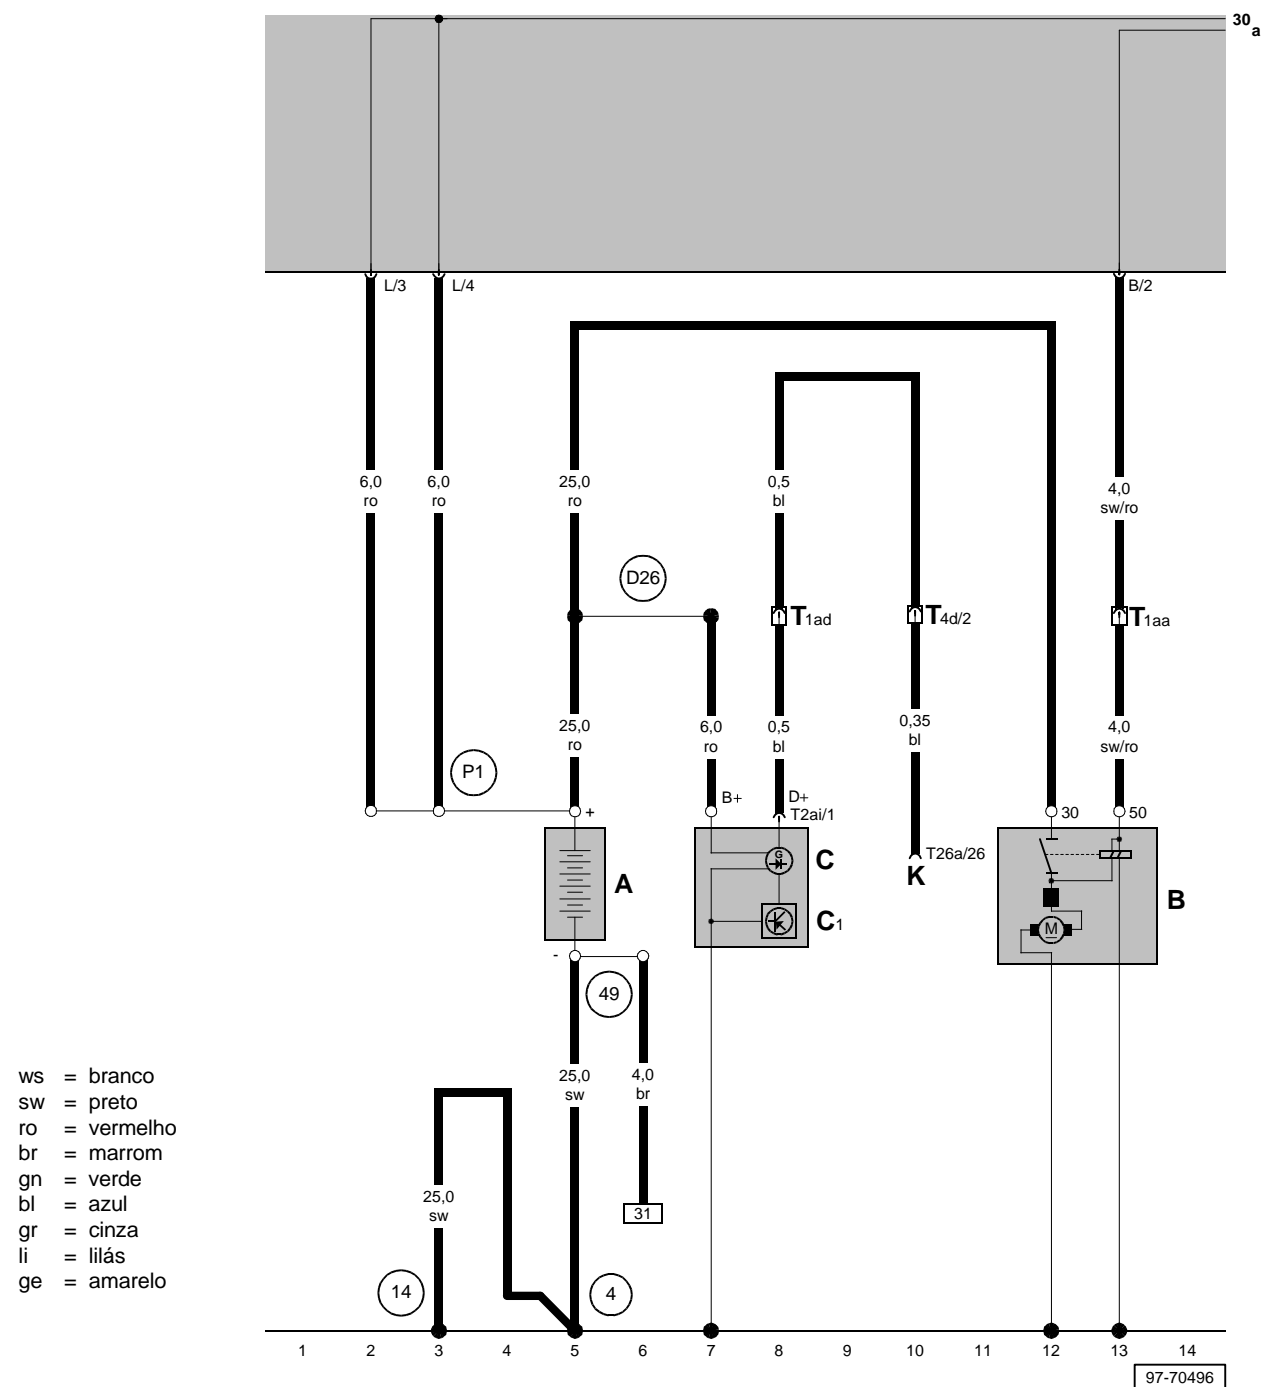 30
a
L/3
L/4
B/2
6,0
ro
6,0
ro
25,0
ro
0,5
bl
4,0
sw/ro
D26
T1ad
T4d/2
T1aa
25,0
ro
6,0
ro
0,5
bl
0,35
bl
4,0
sw/ro
P1
+
B+
D+
T2ai/1
30
50
T26a/26
K
A
G
C
C1
M
B
-
49
25,0
sw
4,0
br
31
ws = branco
sw = preto
ro = vermelho
br = marrom
gn = verde
bl = azul
gr = cinza
li = lilás
ge = amarelo
25,0
sw
14
4
1 2 3 4 5 6 7 8 9 10 11 12 13 14
97-70496